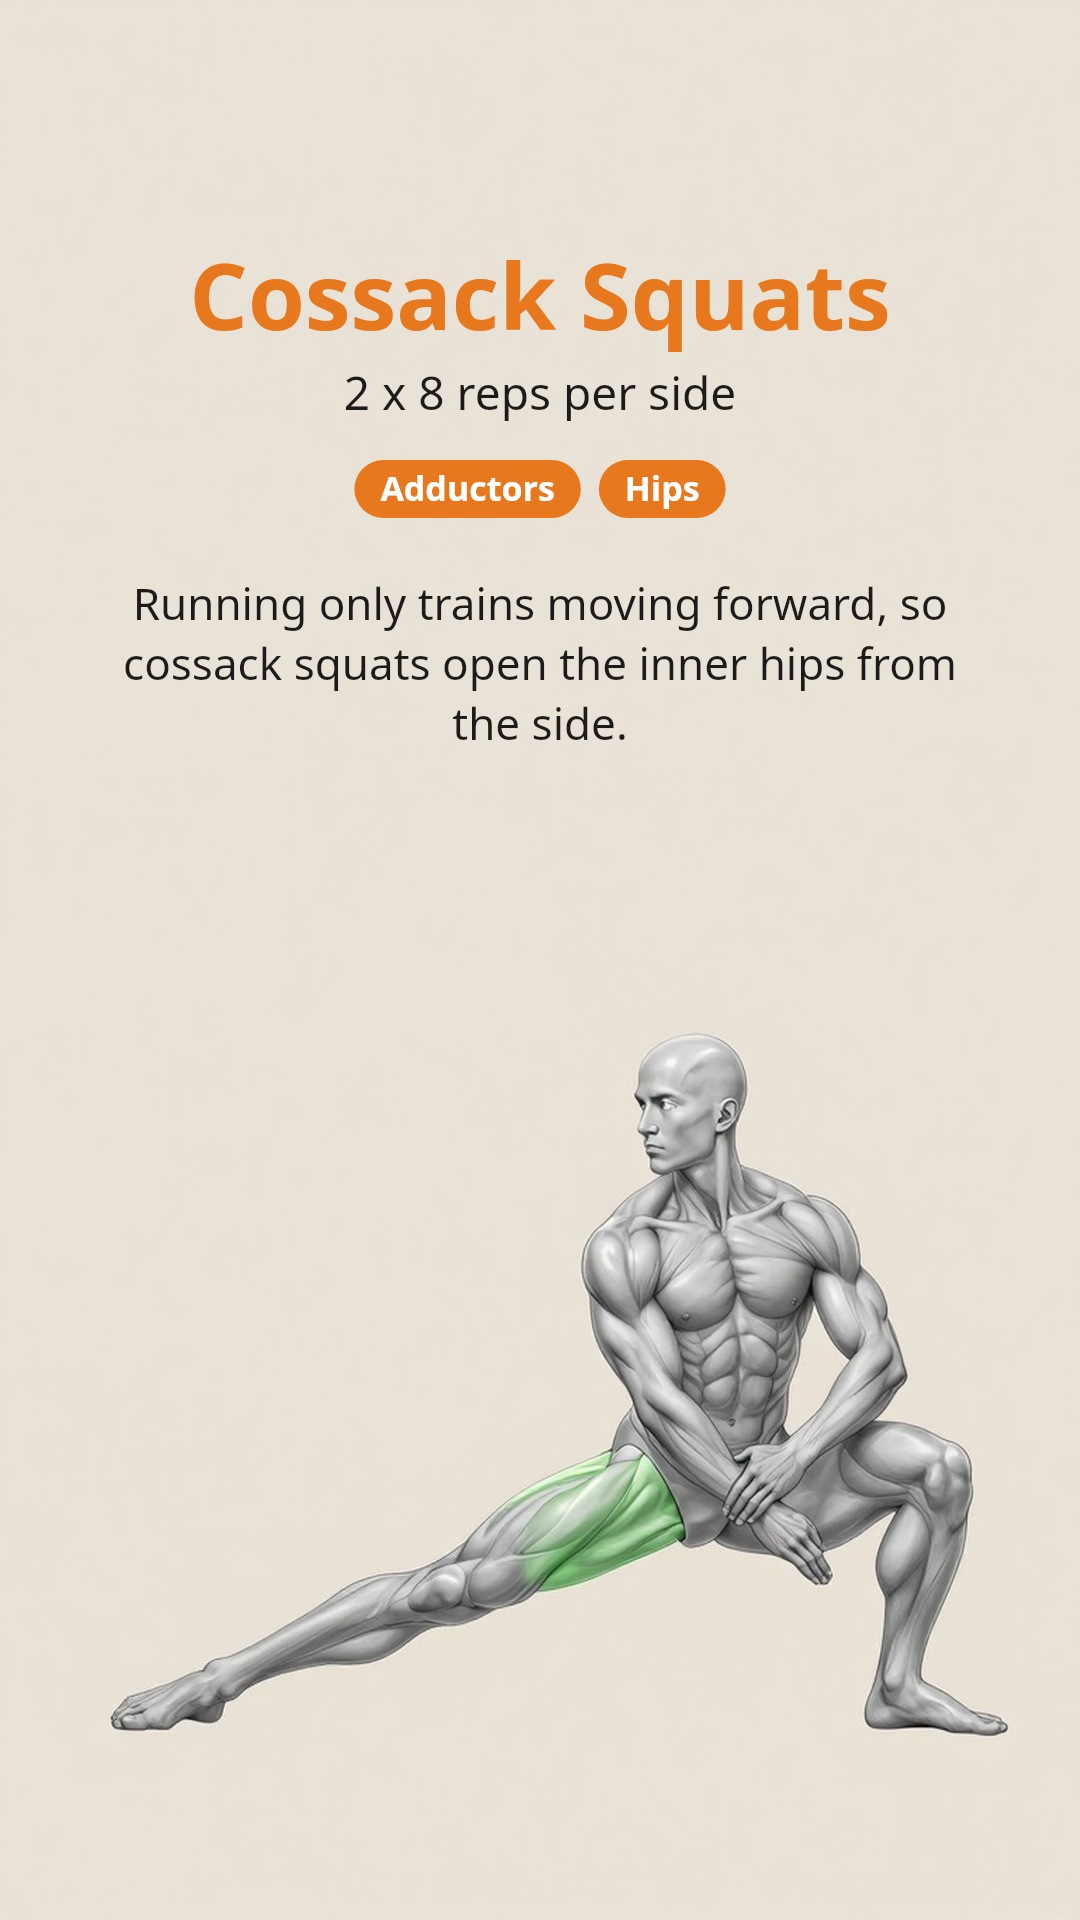 Cossack Squats
2 x 8 reps per side
Adductors Hips
Running only trains moving forward, so
cossack squats open the inner hips from
the side.